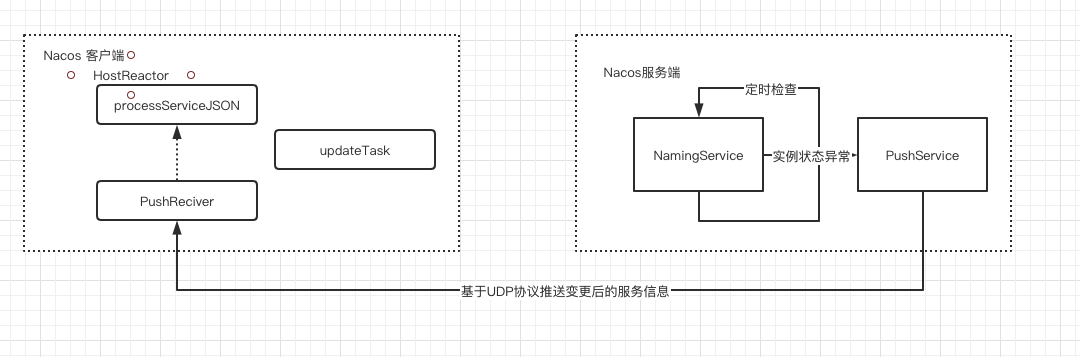 Nacos 客户端
HostReactor
processServiceJSON
updateTask
PushReciver
Nacos服务端
定时检查
NamingService
实例状态异常
PushService
基于UDP协议推送变更后的服务信息